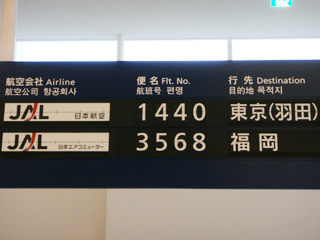 航空会社 Airline 便名 Flt. No. 行先 Destination
航空公司 항공회사 航班号 편명 目的地 목적지
JAL 日本航空 1440 東京(羽田)
JAL 日本エアコミューター 3568 福岡